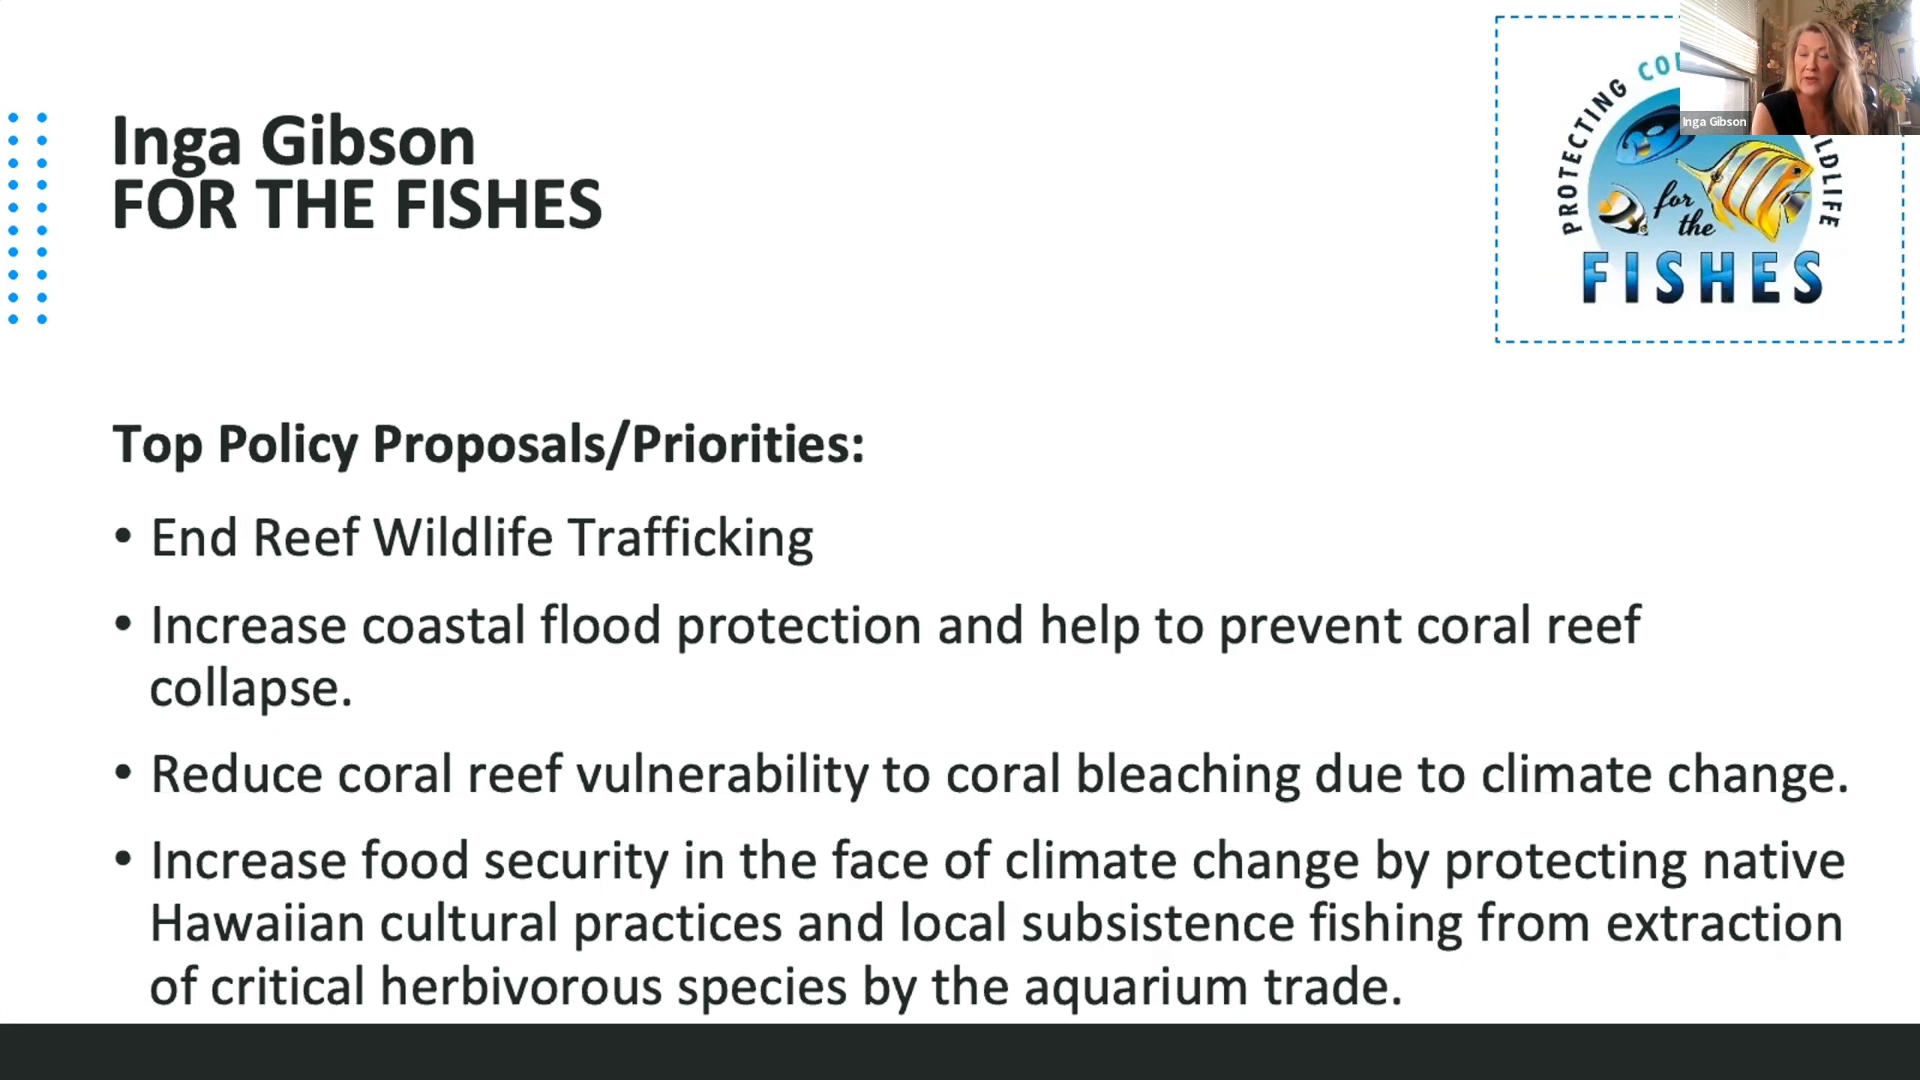 Inga Gibson
FOR THE FISHES
PROTECTING
for
the
FISHES
Inga Gibson
Top Policy Proposals/Priorities:
• End Reef Wildlife Trafficking
• Increase coastal flood protection and help to prevent coral reef
collapse.
• Reduce coral reef vulnerability to coral bleaching due to climate change.
• Increase food security in the face of climate change by protecting native
Hawaiian cultural practices and local subsistence fishing from extraction
of critical herbivorous species by the aquarium trade.